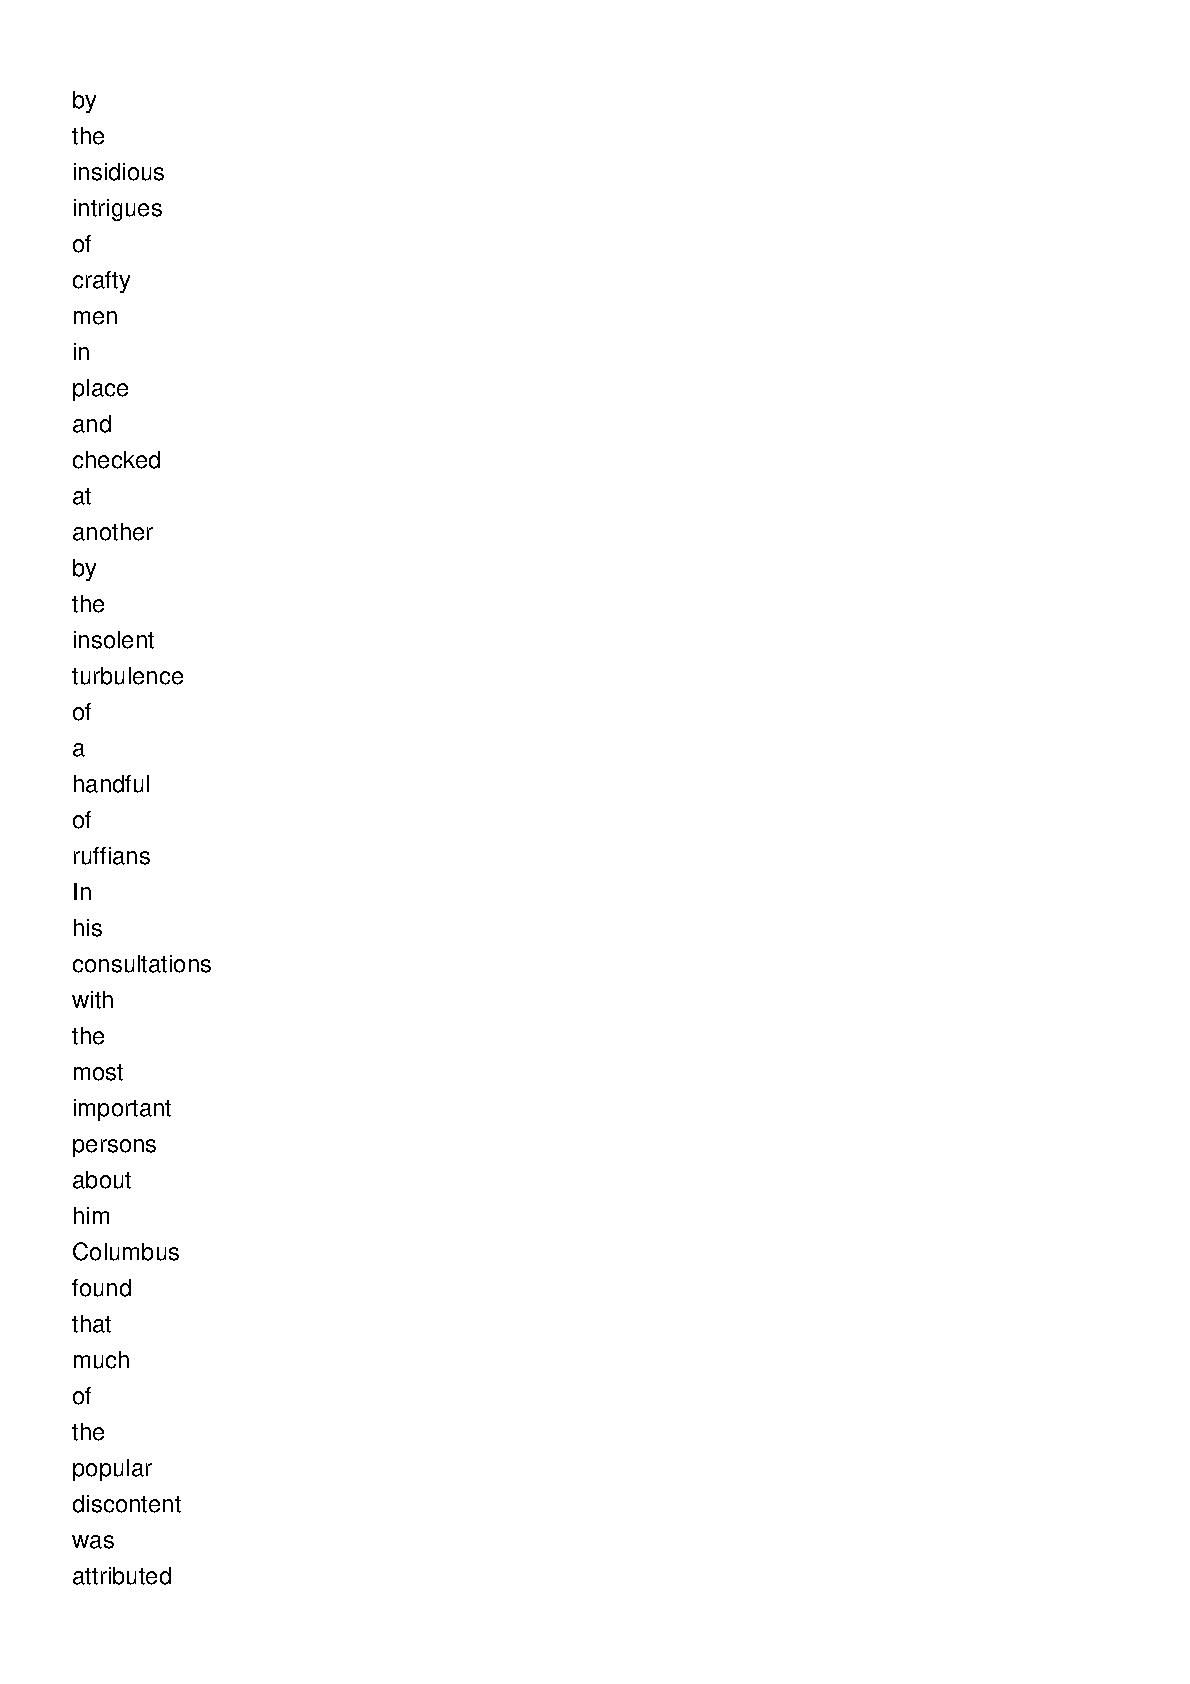 by
the
insidious
intrigues
of
crafty
men
in
place
and
checked
at
another
by
the
insolent
turbulence
of
a
handful
of
ruffians
In
his
consultations
with
the
most
important
persons
about
him
Columbus
found
that
much
of
the
popular
discontent
was
attributed